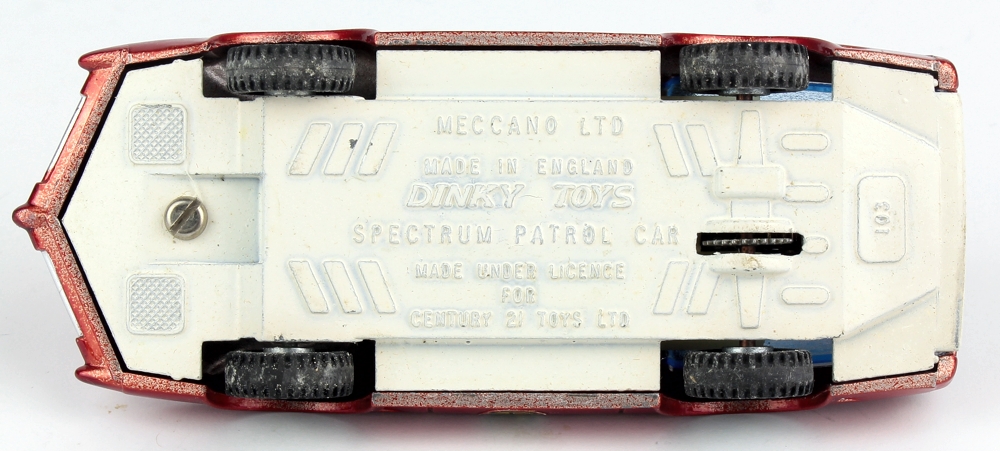 MECCANO LTD
MADE IN ENGLAND
DINKY TOYS
SPECTRUM PATROL CAR
MADE UNDER LICENCE
FOR
CENTURY 21 TOYS LTD
103